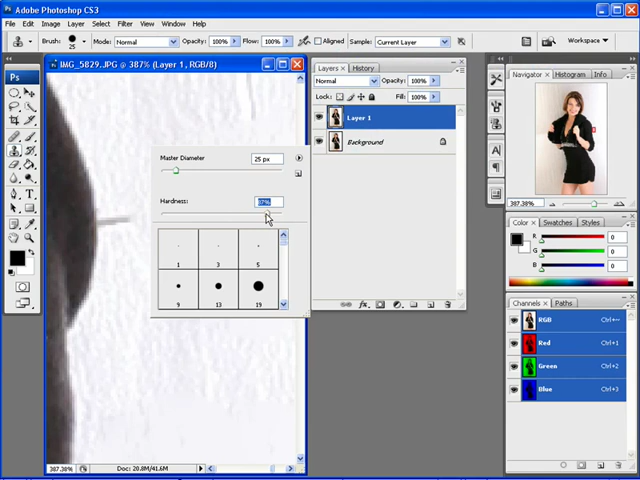 Adobe Photoshop CS3
File Edit Image Layer Select Filter View Window Help
Brush: 25 Mode: Normal Opacity: 100% Flow: 100% Aligned Sample: Current Layer Workspace
IMG_5829.JPG @ 387% (Layer 1, RGB/8)
Ps
Master Diameter 25 px
Hardness:
1 3 5
9 13 19
387.38% Doc: 20.8M/41.6M
Layers History
Normal Opacity: 100%
Lock: Fill: 100%
Layer 1
Background
Navigator Histogram Info
387.38%
Color Swatches Styles
R 0
G 0
B 0
Channels Paths
RGB Ctrl+~
Red Ctrl+1
Green Ctrl+2
Blue Ctrl+3